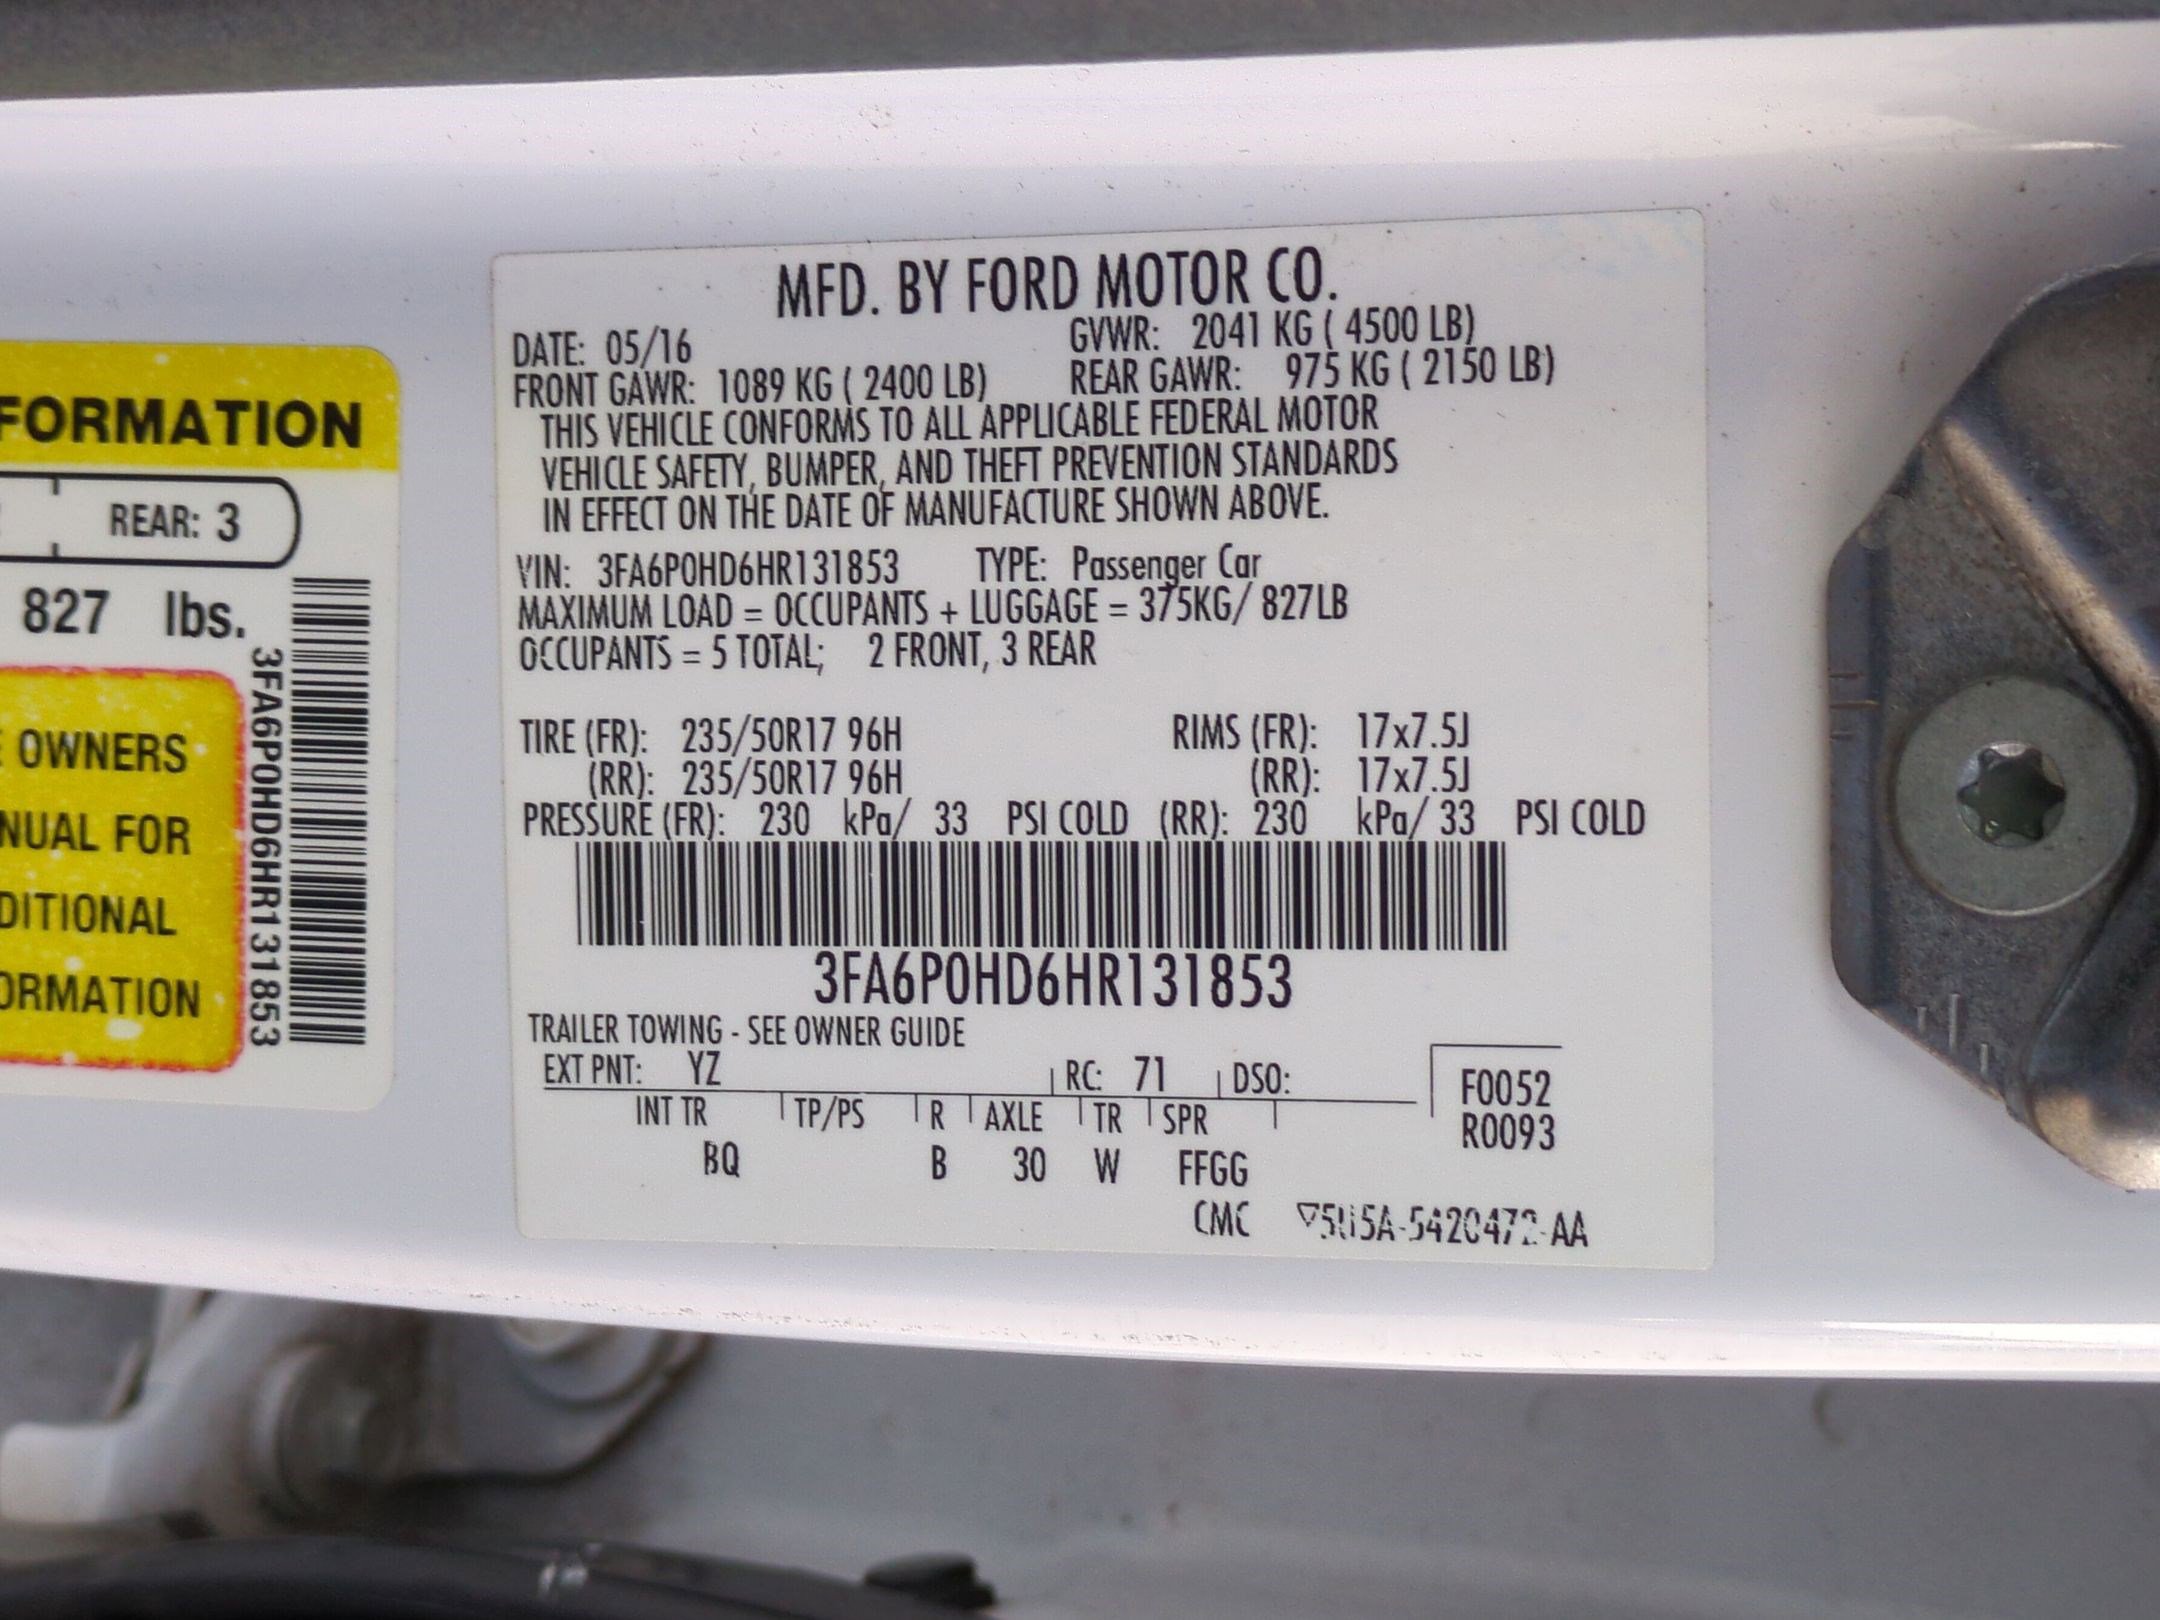 FORMATION
REAR: 3
827 lbs.
3FA6P0HD6HR131853
OWNERS
NUAL FOR
DITIONAL
ORMATION
MFD. BY FORD MOTOR CO.
DATE: 05/16 GVWR: 2041 KG ( 4500 LB)
FRONT GAWR: 1089 KG ( 2400 LB) REAR GAWR: 975 KG ( 2150 LB)
THIS VEHICLE CONFORMS TO ALL APPLICABLE FEDERAL MOTOR
VEHICLE SAFETY, BUMPER, AND THEFT PREVENTION STANDARDS
IN EFFECT ON THE DATE OF MANUFACTURE SHOWN ABOVE.
VIN: 3FA6P0HD6HR131853 TYPE: Passenger Car
MAXIMUM LOAD = OCCUPANTS + LUGGAGE = 375KG/ 827LB
OCCUPANTS = 5 TOTAL; 2 FRONT, 3 REAR
TIRE (FR): 235/50R17 96H RIMS (FR): 17x7.5J
(RR): 235/50R17 96H (RR): 17x7.5J
PRESSURE (FR): 230 kPa/ 33 PSI COLD (RR): 230 kPa/ 33 PSI COLD
3FA6P0HD6HR131853
TRAILER TOWING - SEE OWNER GUIDE
EXT PNT: YZ RC: 71 DSO: F0052
INT TR TP/PS R AXLE TR SPR R0093
BQ B 30 W FFGG
CMC ▽5U5A-5420472-AA